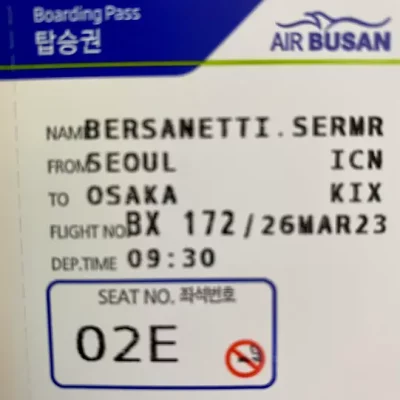 Boarding Pass
탑승권
AIR BUSAN
NAME BERSANETTI.SERMR
FROM SEOUL ICN
TO OSAKA KIX
FLIGHT NO. BX 172/26MAR23
DEP.TIME 09:30
SEAT NO. 좌석번호
02E